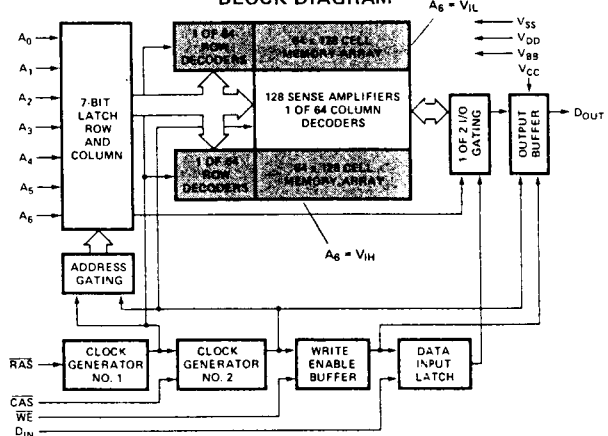 BLOCK DIAGRAM
A6 = VIL
A0
A1
A2
A3
A4
A5
A6
7-BIT
LATCH
ROW
AND
COLUMN
1 OF 64
ROW
DECODERS
64 x 128 CELL
MEMORY ARRAY
128 SENSE AMPLIFIERS
1 OF 64 COLUMN
DECODERS
1 OF 64
ROW
DECODERS
64 x 128 CELL
MEMORY ARRAY
A6 = VIH
1 OF 2 I/O
GATING
OUTPUT
BUFFER
VSS
VDD
VBB
VCC
DOUT
ADDRESS
GATING
RAS
CAS
WE
DIN
CLOCK
GENERATOR
NO. 1
CLOCK
GENERATOR
NO. 2
WRITE
ENABLE
BUFFER
DATA
INPUT
LATCH